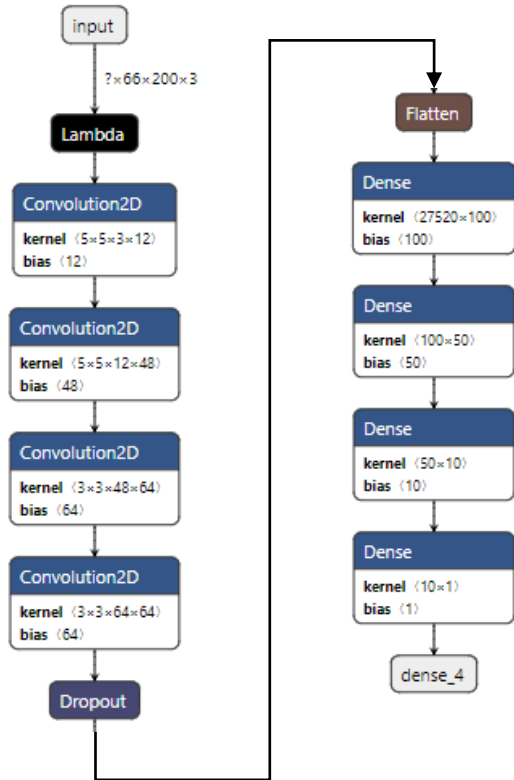 input
?×66×200×3
Lambda
Convolution2D
kernel ⟨5×5×3×12⟩
bias ⟨12⟩
Convolution2D
kernel ⟨5×5×12×48⟩
bias ⟨48⟩
Convolution2D
kernel ⟨3×3×48×64⟩
bias ⟨64⟩
Convolution2D
kernel ⟨3×3×64×64⟩
bias ⟨64⟩
Dropout
Flatten
Dense
kernel ⟨27520×100⟩
bias ⟨100⟩
Dense
kernel ⟨100×50⟩
bias ⟨50⟩
Dense
kernel ⟨50×10⟩
bias ⟨10⟩
Dense
kernel ⟨10×1⟩
bias ⟨1⟩
dense_4